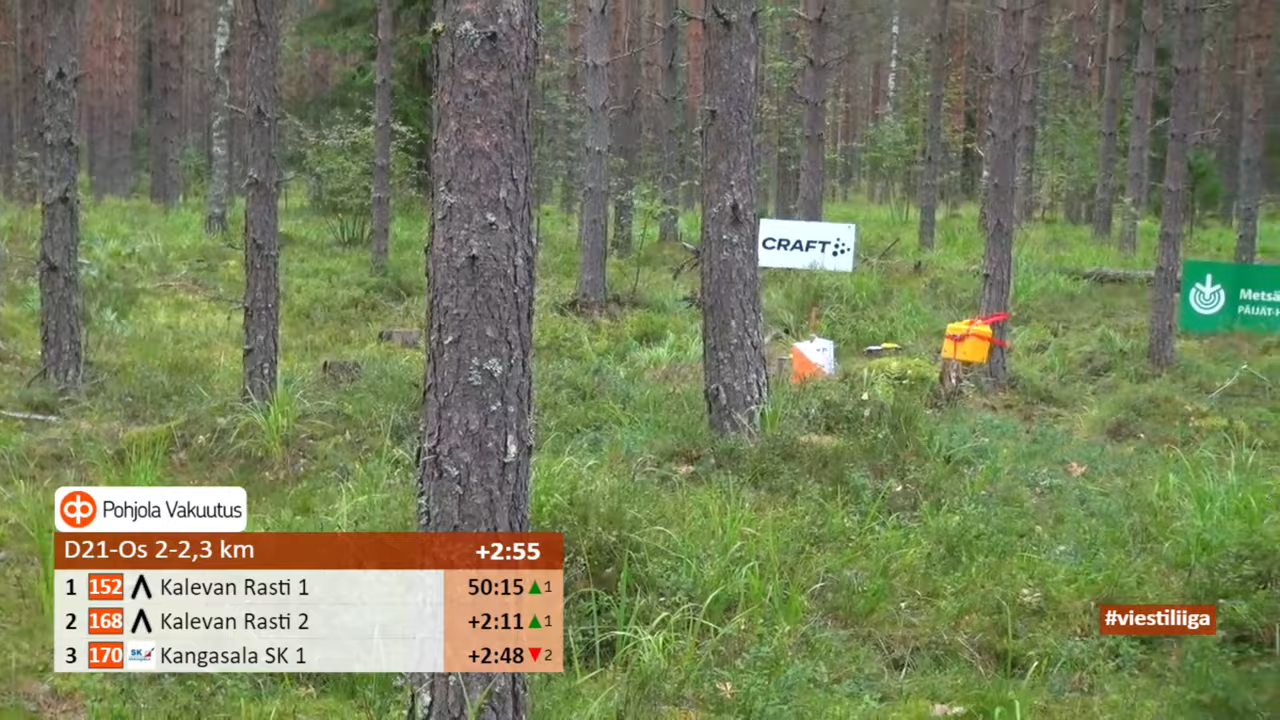 CRAFT
Metsä
PÄIJÄT-H
op Pohjola Vakuutus
D21-Os 2-2,3 km +2:55
1 152 Kalevan Rasti 1 50:15 ▲1
2 168 Kalevan Rasti 2 +2:11 ▲1
3 170 SK Kangasala SK 1 +2:48 ▼2
#viestiliiga